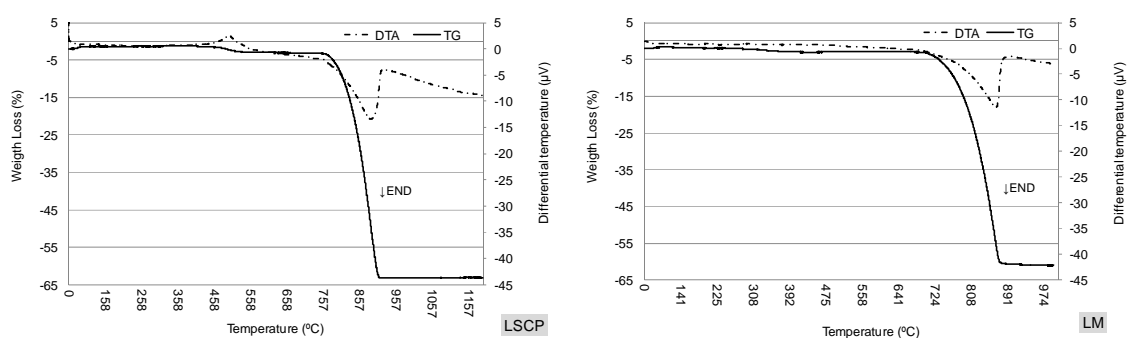 DTA TG
5
-5
-15
-25
-35
-45
-55
-65
Weigth Loss (%)
5
0
-5
-10
-15
-20
-25
-30
-35
-40
-45
Differential temperature (µV)
↓END
0 158 258 358 458 558 658 757 857 957 1057 1157
Temperature (ºC)
LSCP
DTA TG
5
-5
-15
-25
-35
-45
-55
-65
Weigth Loss (%)
5
0
-5
-10
-15
-20
-25
-30
-35
-40
-45
Differential temperature (µV)
↓END
0 141 225 308 392 475 558 641 724 808 891 974
Temperature (ºC)
LM